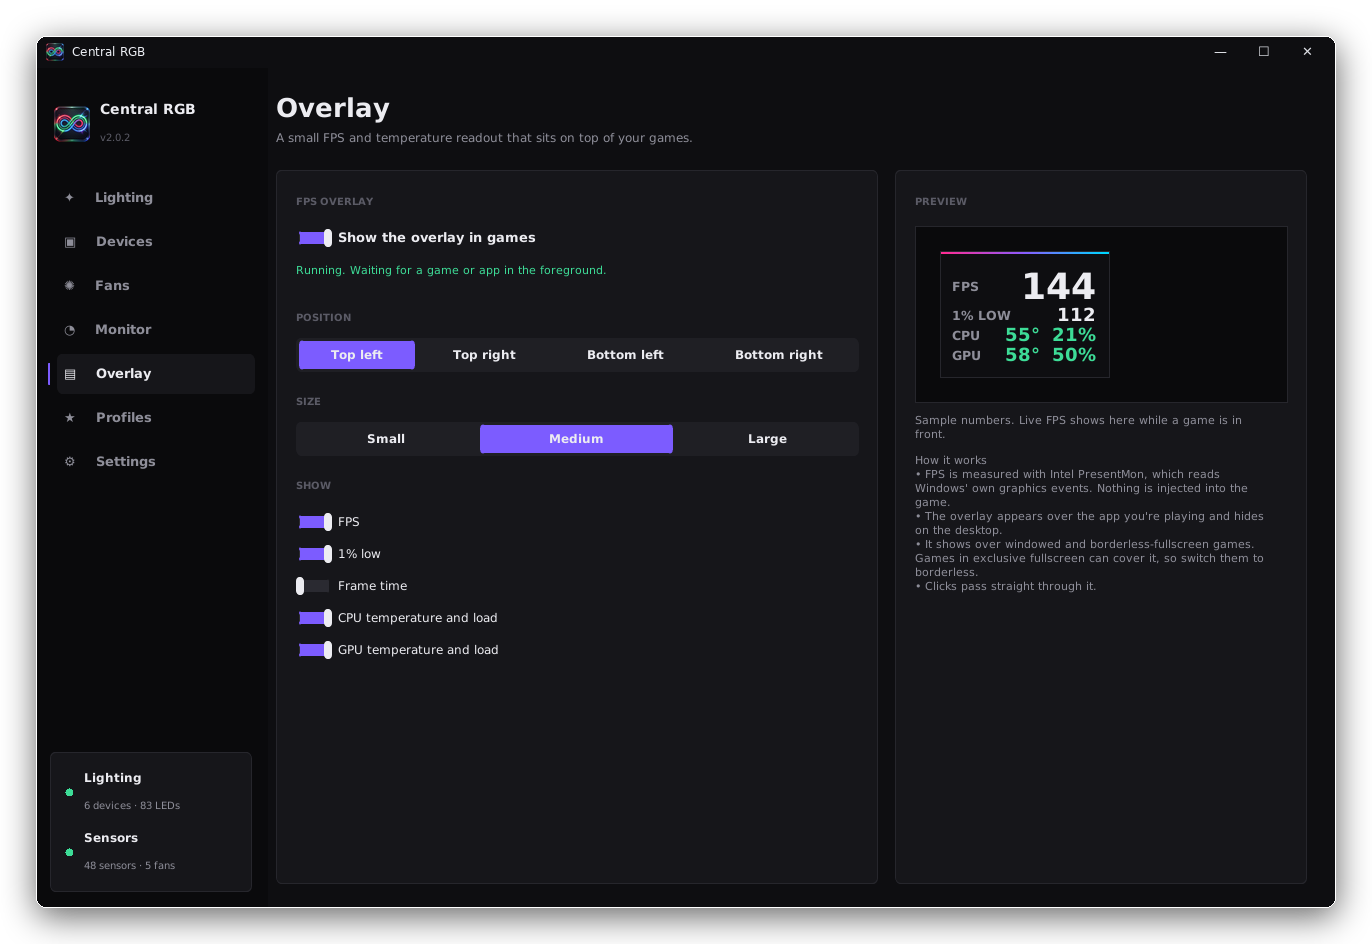 Central RGB
Central RGB
v2.0.2
Lighting
Devices
Fans
Monitor
Overlay
Profiles
Settings
Lighting
6 devices · 83 LEDs
Sensors
48 sensors · 5 fans
Overlay
A small FPS and temperature readout that sits on top of your games.
FPS OVERLAY
Show the overlay in games
Running. Waiting for a game or app in the foreground.
POSITION
Top left Top right Bottom left Bottom right
SIZE
Small Medium Large
SHOW
FPS
1% low
Frame time
CPU temperature and load
GPU temperature and load
PREVIEW
FPS 144
1% LOW 112
CPU 55° 21%
GPU 58° 50%
Sample numbers. Live FPS shows here while a game is in
front.
How it works
• FPS is measured with Intel PresentMon, which reads
Windows' own graphics events. Nothing is injected into the
game.
• The overlay appears over the app you're playing and hides
on the desktop.
• It shows over windowed and borderless-fullscreen games.
Games in exclusive fullscreen can cover it, so switch them to
borderless.
• Clicks pass straight through it.